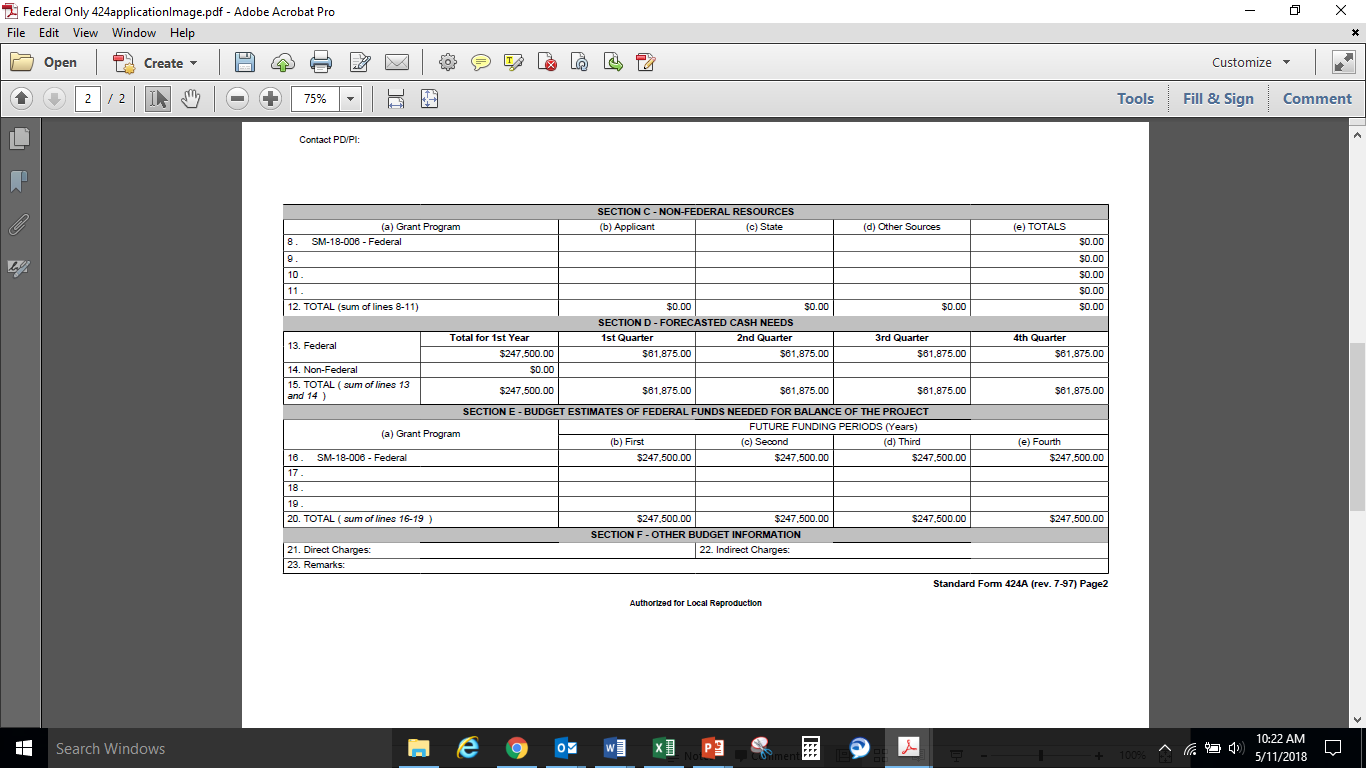 Federal Only 424applicationImage.pdf - Adobe Acrobat Pro
File Edit View Window Help
Open Create Customize
2 / 2 75% Tools Fill & Sign Comment
Contact PD/PI:
SECTION C - NON-FEDERAL RESOURCES
(a) Grant Program (b) Applicant (c) State (d) Other Sources (e) TOTALS
8 . SM-18-006 - Federal $0.00
9 . $0.00
10 . $0.00
11 . $0.00
12. TOTAL (sum of lines 8-11) $0.00 $0.00 $0.00 $0.00
SECTION D - FORECASTED CASH NEEDS
13. Federal Total for 1st Year 1st Quarter 2nd Quarter 3rd Quarter 4th Quarter
$247,500.00 $61,875.00 $61,875.00 $61,875.00 $61,875.00
14. Non-Federal $0.00
15. TOTAL ( sum of lines 13
and 14 ) $247,500.00 $61,875.00 $61,875.00 $61,875.00 $61,875.00
SECTION E - BUDGET ESTIMATES OF FEDERAL FUNDS NEEDED FOR BALANCE OF THE PROJECT
(a) Grant Program FUTURE FUNDING PERIODS (Years)
(b) First (c) Second (d) Third (e) Fourth
16 . SM-18-006 - Federal $247,500.00 $247,500.00 $247,500.00 $247,500.00
17 .
18 .
19 .
20. TOTAL ( sum of lines 16-19 ) $247,500.00 $247,500.00 $247,500.00 $247,500.00
SECTION F - OTHER BUDGET INFORMATION
21. Direct Charges: 22. Indirect Charges:
23. Remarks:
Standard Form 424A (rev. 7-97) Page2
Authorized for Local Reproduction
Search Windows 100% 10:22 AM
5/11/2018